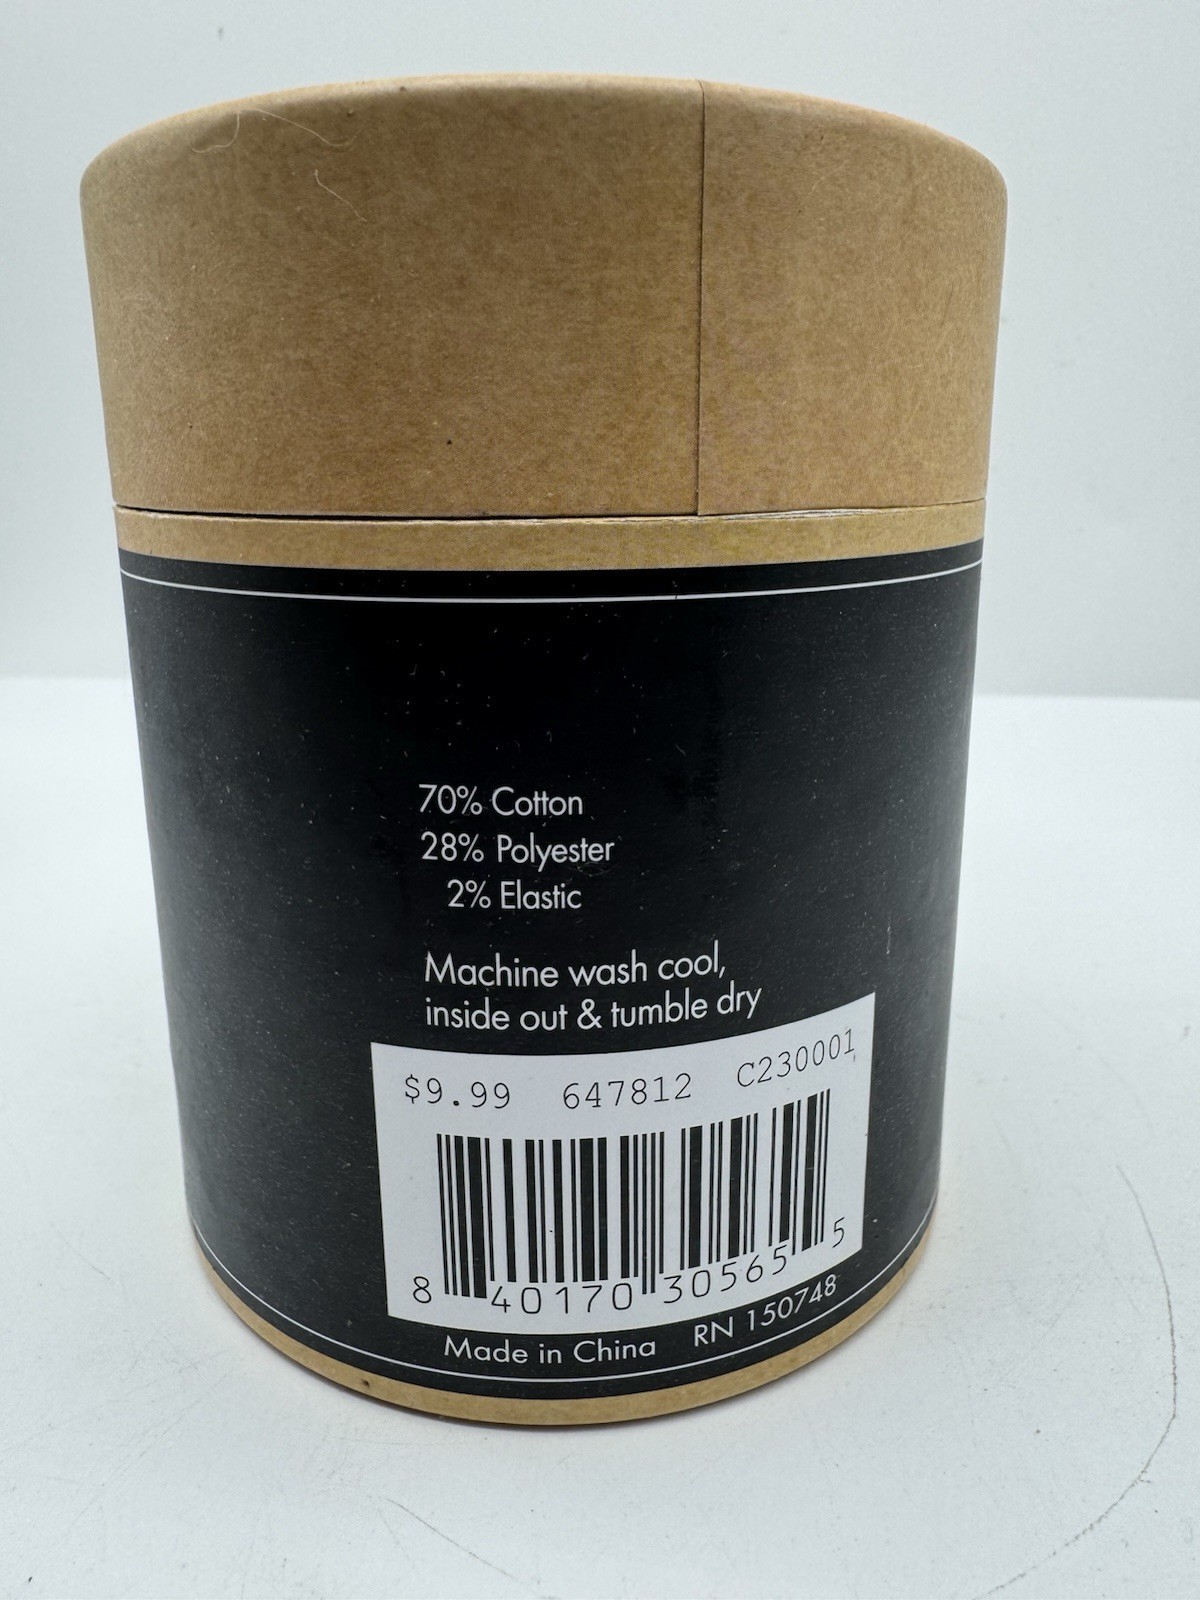 70% Cotton
28% Polyester
2% Elastic
Machine wash cool,
inside out & tumble dry
$9.99 647812 C230001
8 40170 30565 5
Made in China RN 150748